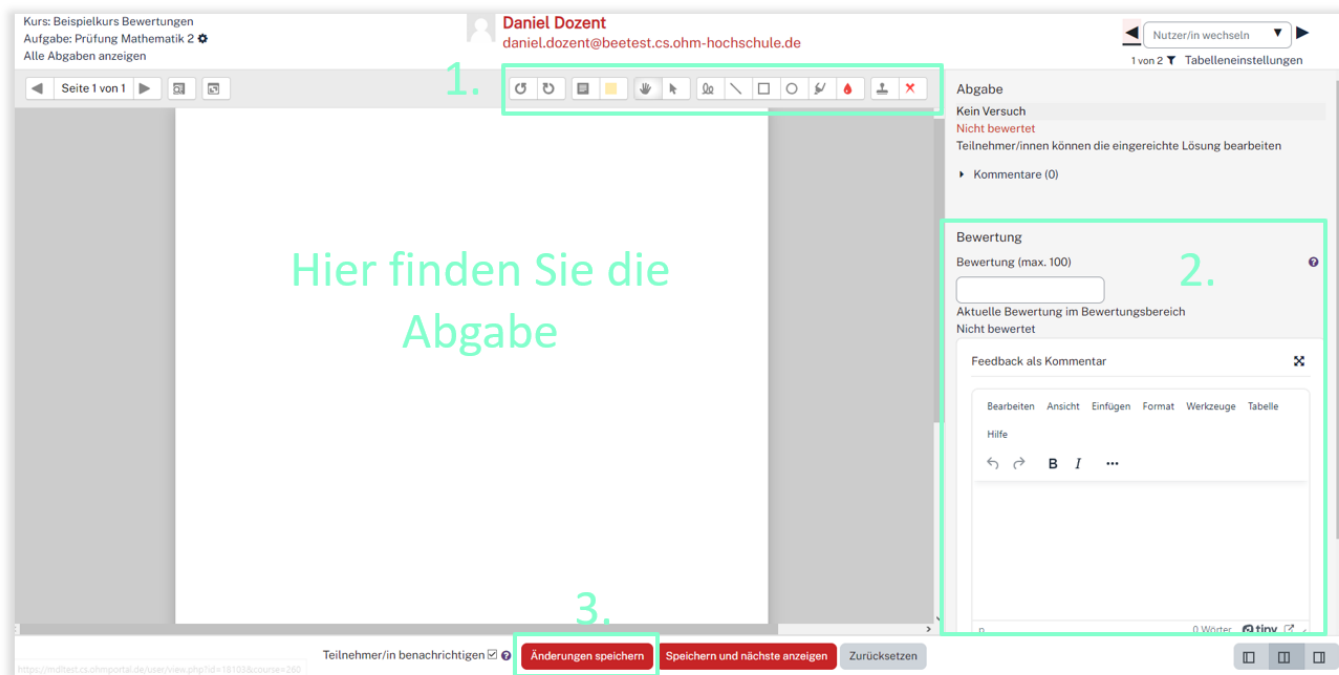 Kurs: Beispielkurs Bewertungen
Aufgabe: Prüfung Mathematik 2
Alle Abgaben anzeigen
Daniel Dozent
daniel.dozent@beetest.cs.ohm-hochschule.de
Nutzer/in wechseln
1 von 2 Tabelleneinstellungen
Seite 1 von 1
1.
Hier finden Sie die
Abgabe
Abgabe
Kein Versuch
Nicht bewertet
Teilnehmer/innen können die eingereichte Lösung bearbeiten
Kommentare (0)
Bewertung
Bewertung (max. 100)
2.
Aktuelle Bewertung im Bewertungsbereich
Nicht bewertet
Feedback als Kommentar
Bearbeiten Ansicht Einfügen Format Werkzeuge Tabelle
Hilfe
B I
0 Wörter tiny
3.
Teilnehmer/in benachrichtigen
Änderungen speichern
Speichern und nächste anzeigen
Zurücksetzen